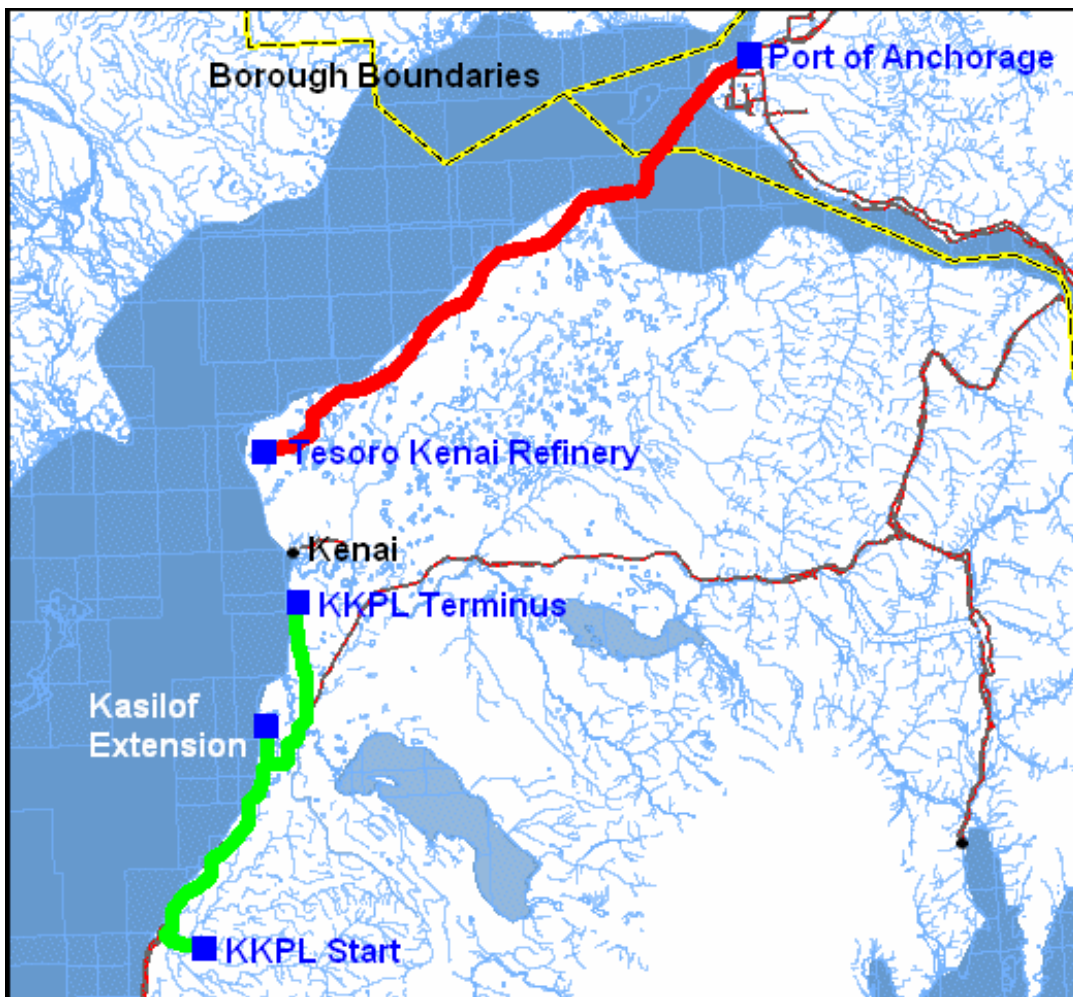 Port of Anchorage
Borough Boundaries
Tesoro Kenai Refinery
Kenai
KKPL Terminus
Kasilof
Extension
KKPL Start